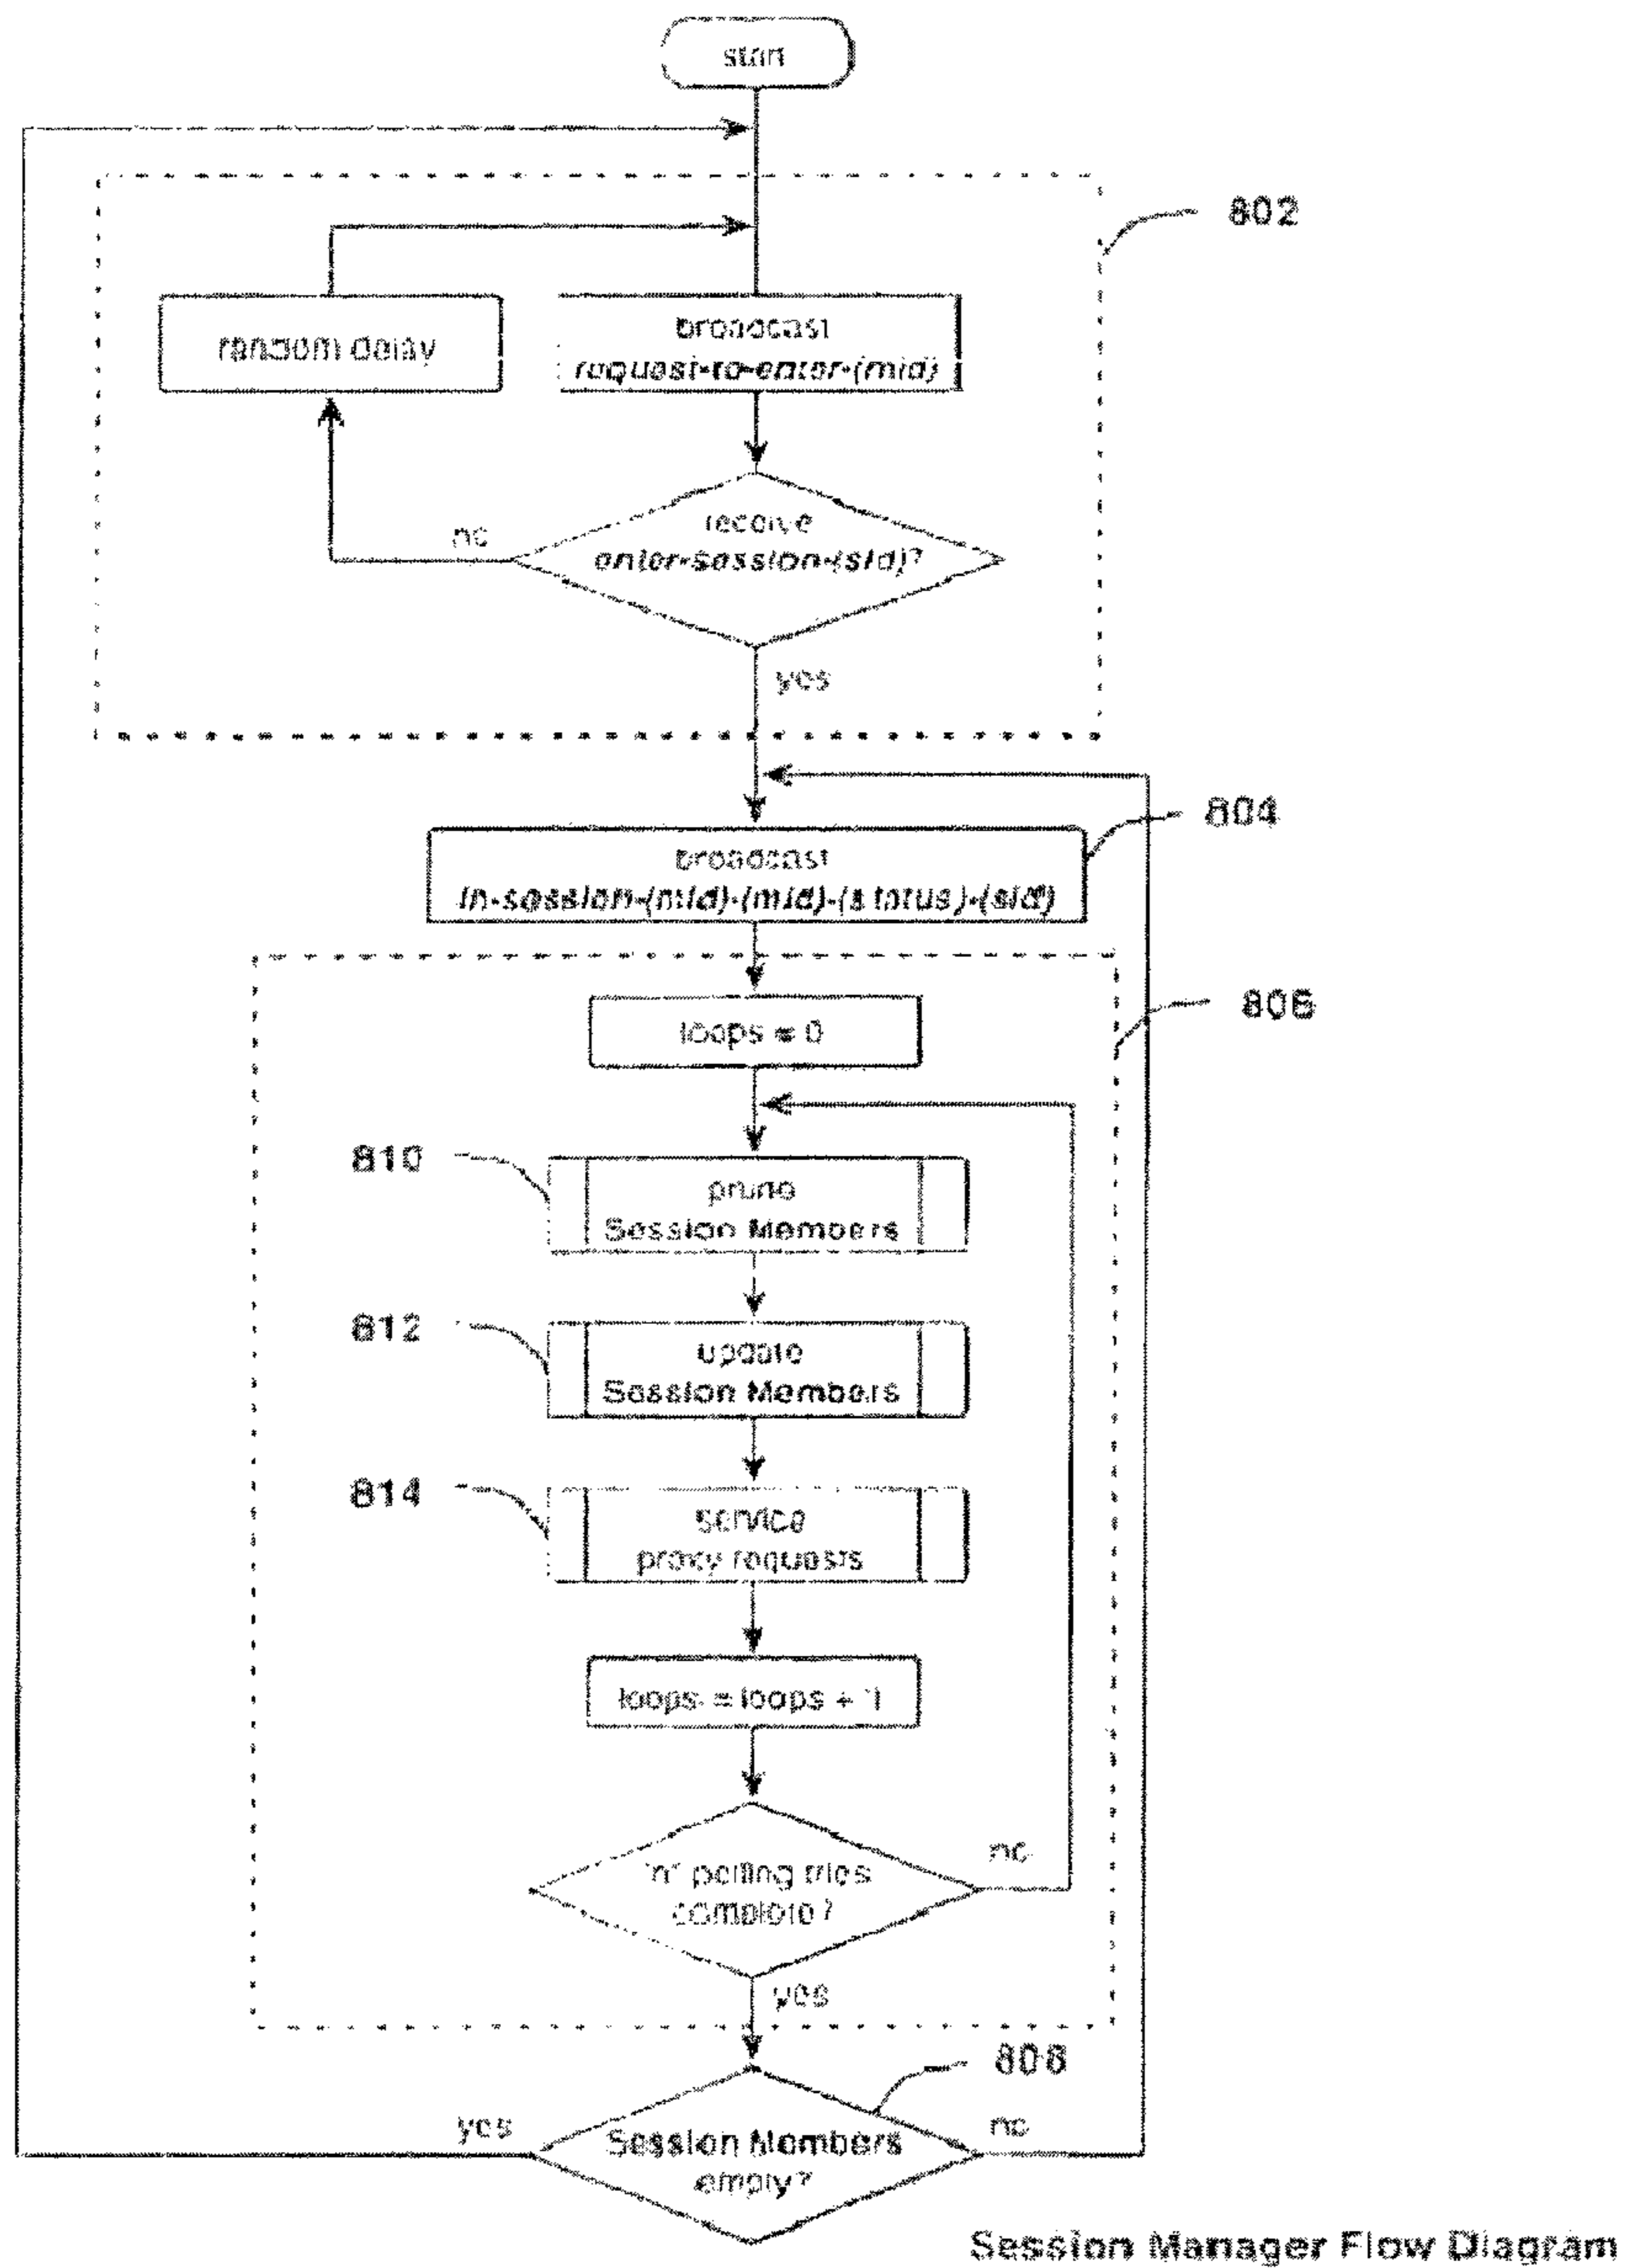 start
802
random delay
broadcast
request-to-enter-(mid)
receive
enter-session-(sid)?
no
yes
804
broadcast
in-session-(mid)-(mid)-(status)-(sid)
806
loops = 0
810
prune
Session Members
812
update
Session Members
814
service
proxy requests
loops = loops + 1
'n' polling tries
complete?
no
yes
808
yes
Session Members
empty?
no
Session Manager Flow Diagram